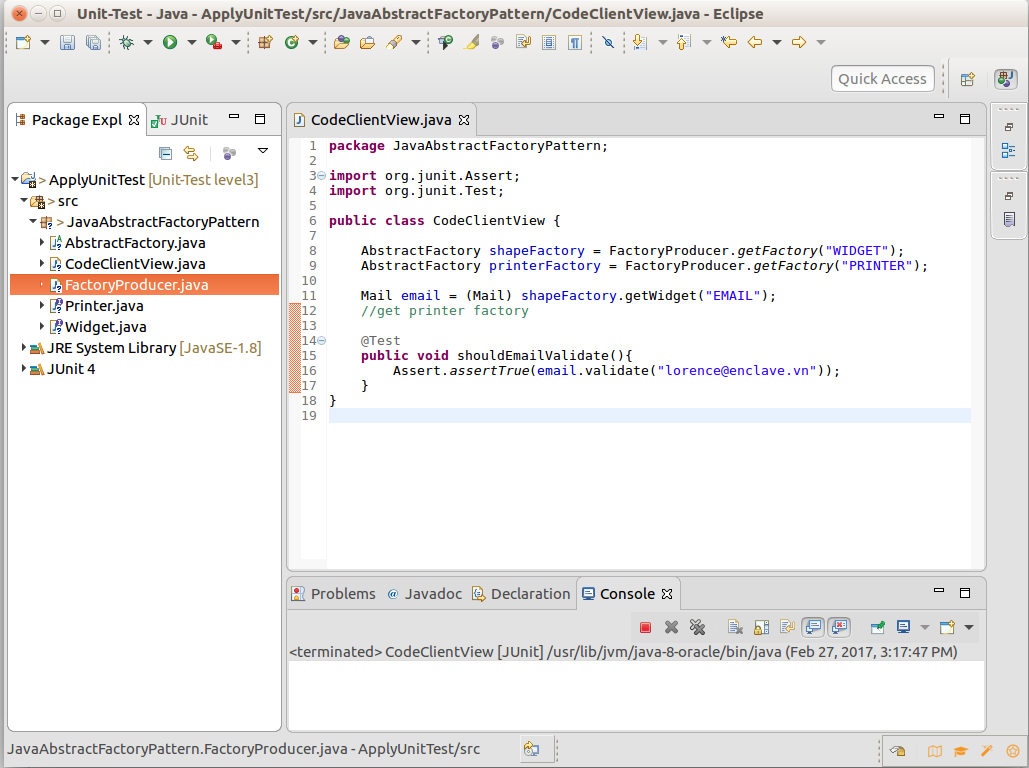 Unit-Test - Java - ApplyUnitTest/src/JavaAbstractFactoryPattern/CodeClientView.java - Eclipse
Quick Access
Package Expl
JUnit
> ApplyUnitTest [Unit-Test level3]
> src
> JavaAbstractFactoryPattern
AbstractFactory.java
CodeClientView.java
FactoryProducer.java
Printer.java
Widget.java
JRE System Library [JavaSE-1.8]
JUnit 4
CodeClientView.java
1 package JavaAbstractFactoryPattern;
2
3 import org.junit.Assert;
4 import org.junit.Test;
5
6 public class CodeClientView {
7
8 AbstractFactory shapeFactory = FactoryProducer.getFactory("WIDGET");
9 AbstractFactory printerFactory = FactoryProducer.getFactory("PRINTER");
10
11 Mail email = (Mail) shapeFactory.getWidget("EMAIL");
12 //get printer factory
13
14 @Test
15 public void shouldEmailValidate(){
16 Assert.assertTrue(email.validate("lorence@enclave.vn"));
17 }
18 }
19
Problems @ Javadoc Declaration Console
<terminated> CodeClientView [JUnit] /usr/lib/jvm/java-8-oracle/bin/java (Feb 27, 2017, 3:17:47 PM)
JavaAbstractFactoryPattern.FactoryProducer.java - ApplyUnitTest/src